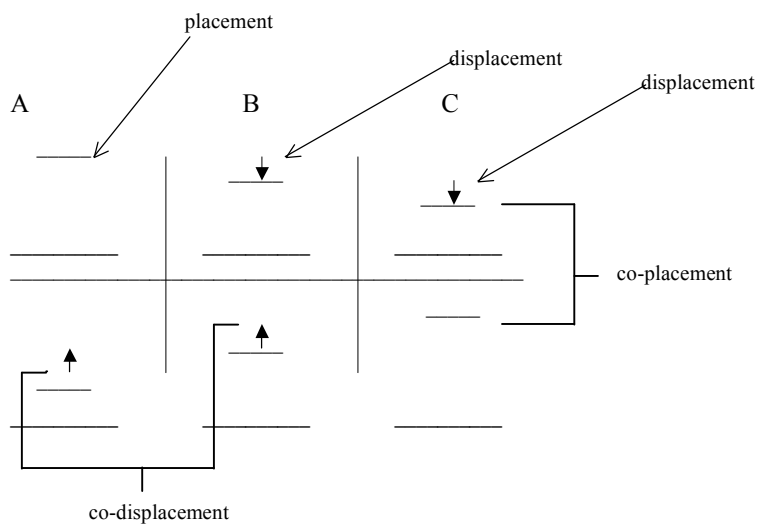 placement
displacement
displacement
A
B
C
co-placement
co-displacement